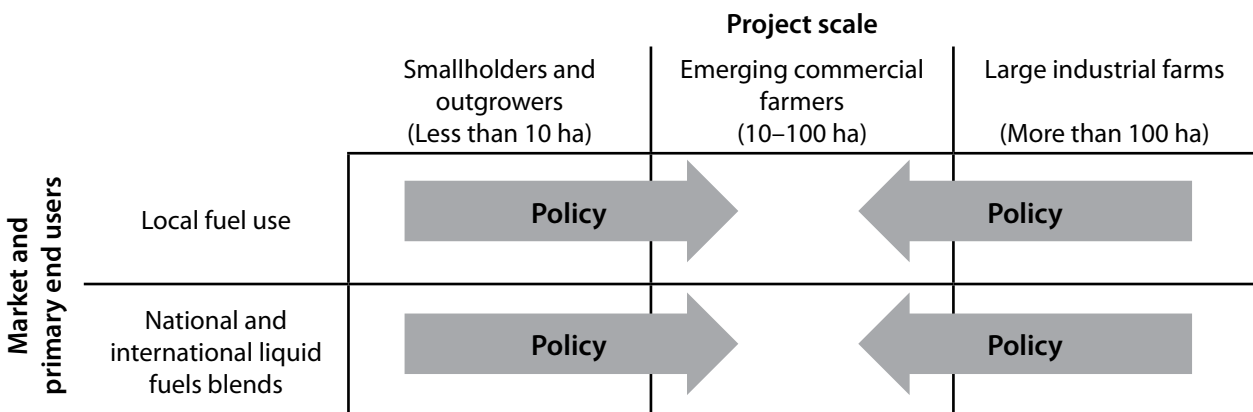 Project scale
Smallholders and
outgrowers
(Less than 10 ha)
Emerging commercial
farmers
(10–100 ha)
Large industrial farms
(More than 100 ha)
Market and
primary end users
Local fuel use
Policy
Policy
National and
international liquid
fuels blends
Policy
Policy